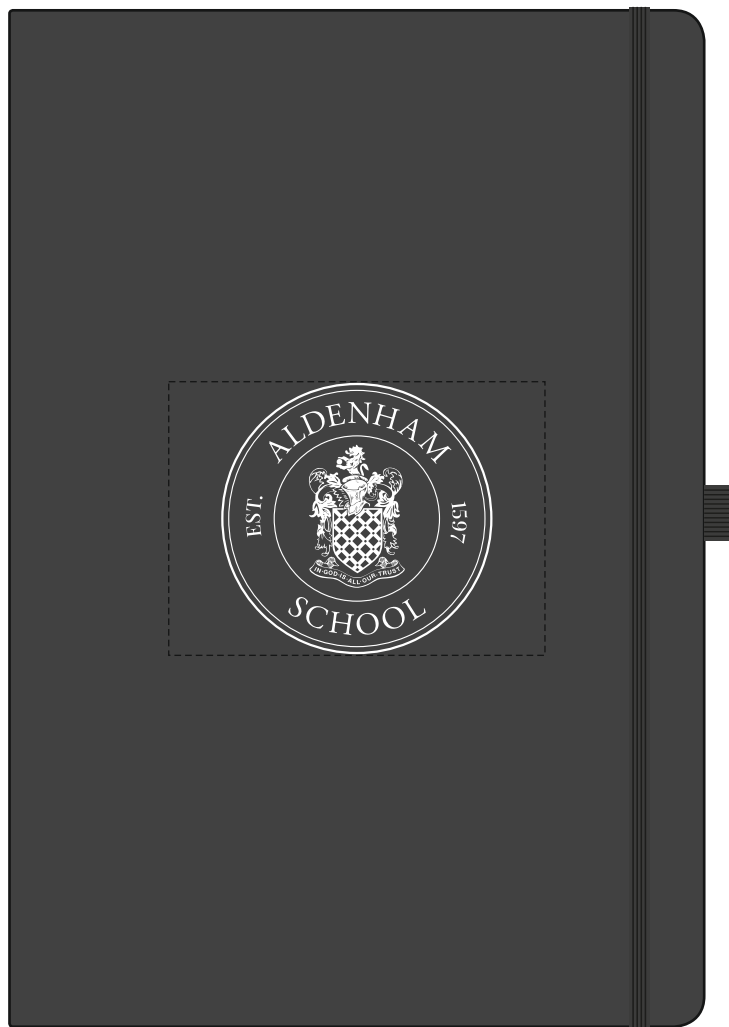 ALDENHAM
EST.
1597
IN·GOD·IS·ALL·OUR·TRUST
SCHOOL